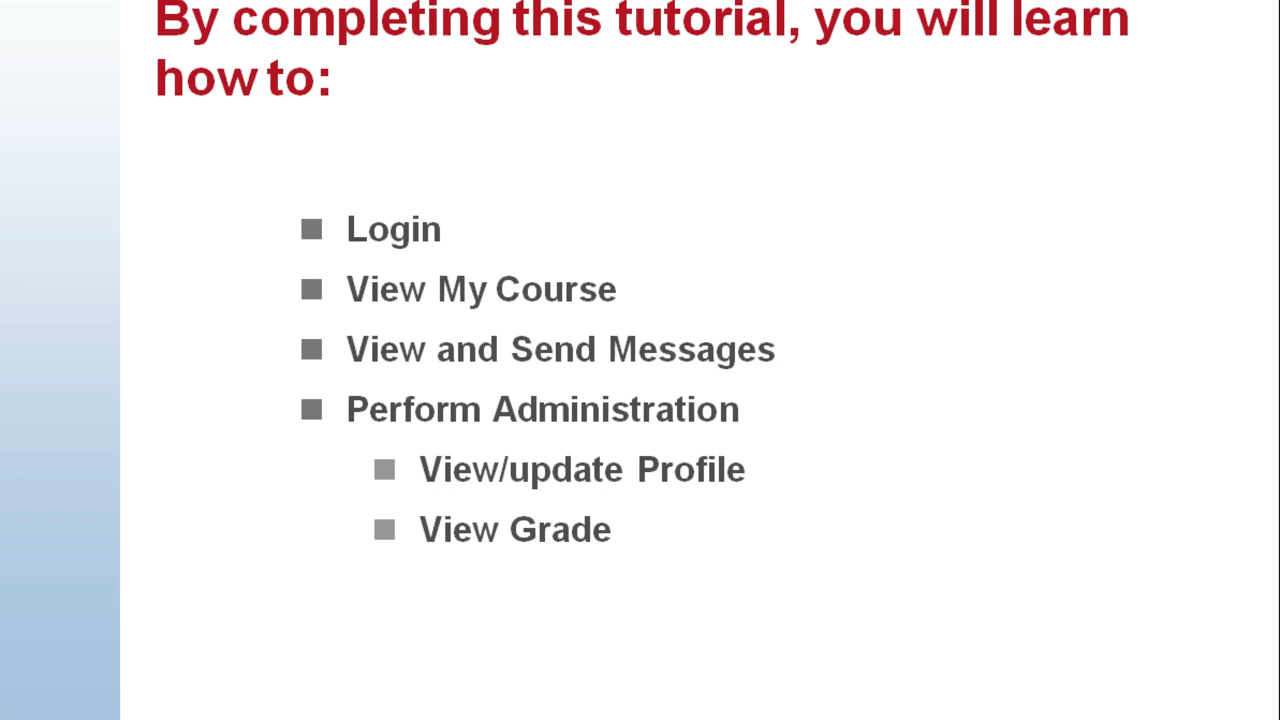 By completing this tutorial, you will learn
how to:
Login
View My Course
View and Send Messages
Perform Administration
View/update Profile
View Grade